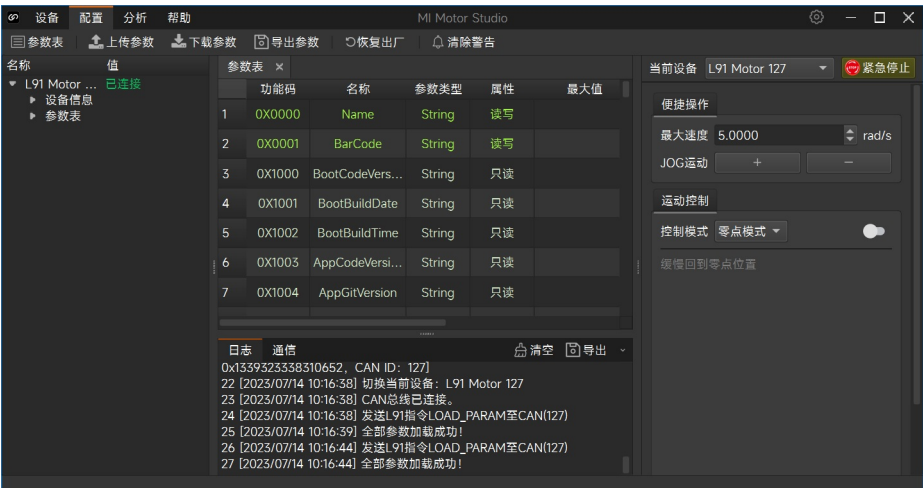 设备 配置 分析 帮助 MI Motor Studio
参数表 上传参数 下载参数 导出参数 恢复出厂 清除警告
名称 值
L91 Motor ... 已连接
设备信息
参数表
参数表 ×
功能码 名称 参数类型 属性 最大值
1 0X0000 Name String 读写
2 0X0001 BarCode String 读写
3 0X1000 BootCodeVers... String 只读
4 0X1001 BootBuildDate String 只读
5 0X1002 BootBuildTime String 只读
6 0X1003 AppCodeVersi... String 只读
7 0X1004 AppGitVersion String 只读
日志 通信 清空 导出
0x1339323338310652, CAN ID: 127]
22 [2023/07/14 10:16:38] 切换当前设备: L91 Motor 127
23 [2023/07/14 10:16:38] CAN总线已连接。
24 [2023/07/14 10:16:38] 发送L91指令LOAD_PARAM至CAN(127)
25 [2023/07/14 10:16:39] 全部参数加载成功!
26 [2023/07/14 10:16:44] 发送L91指令LOAD_PARAM至CAN(127)
27 [2023/07/14 10:16:44] 全部参数加载成功!
当前设备 L91 Motor 127 紧急停止
便捷操作
最大速度 5.0000 rad/s
JOG运动 + −
运动控制
控制模式 零点模式
缓慢回到零点位置